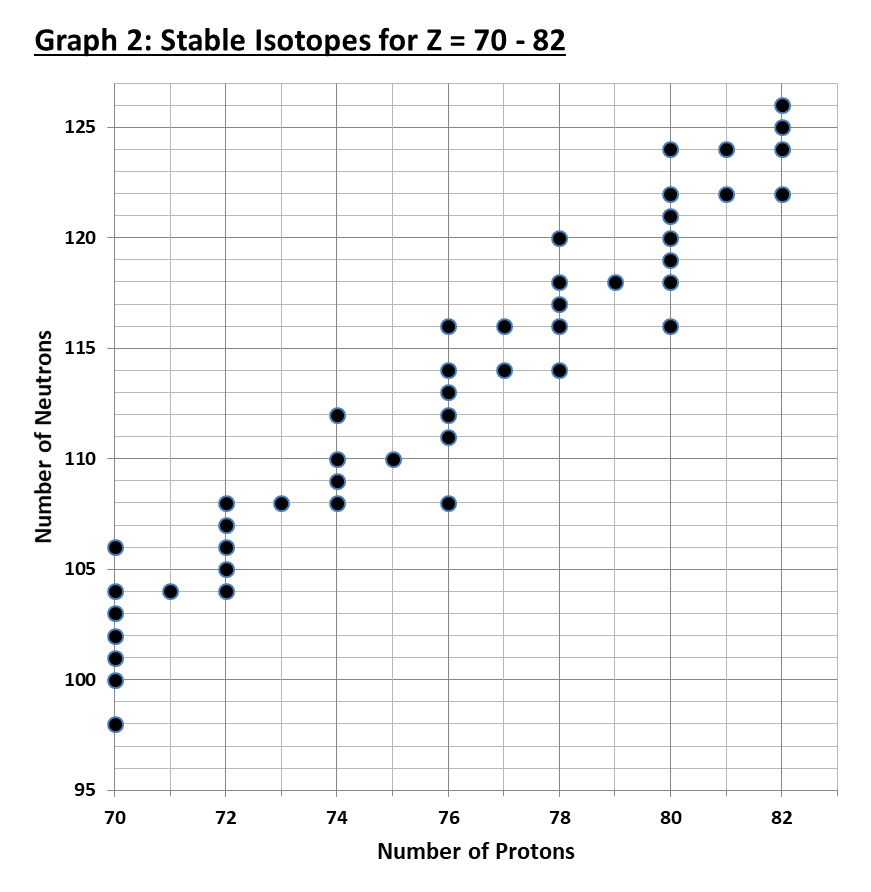 Graph 2: Stable Isotopes for Z = 70 - 82
Number of Neutrons
125
120
115
110
105
100
95
70 72 74 76 78 80 82
Number of Protons